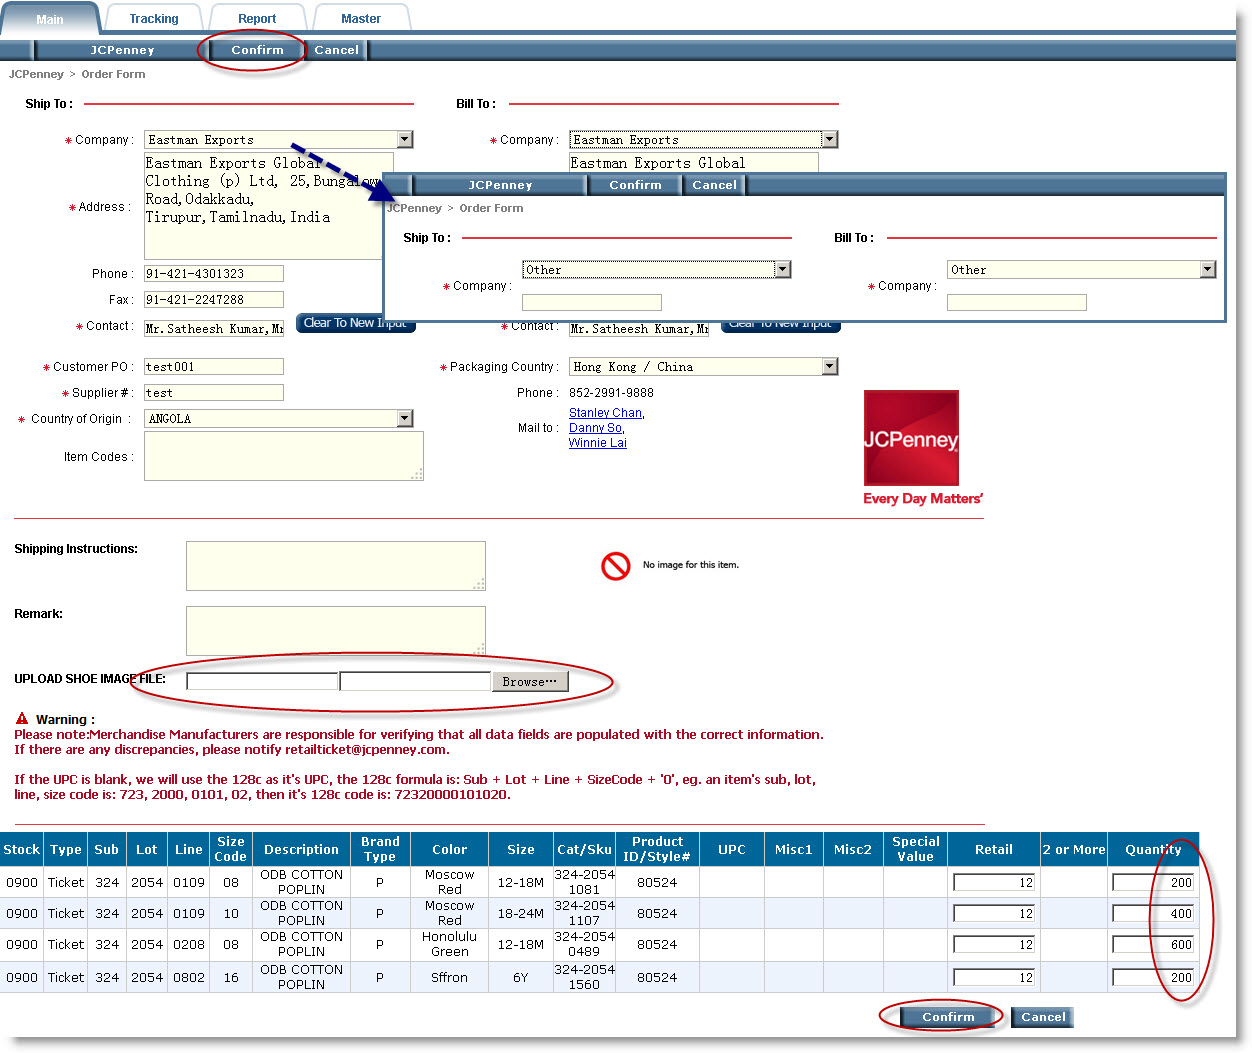 Main Tracking Report Master
JCPenney Confirm Cancel
JCPenney > Order Form
Ship To : Bill To :
* Company : Eastman Exports * Company : Eastman Exports
* Address : Eastman Exports Global Eastman Exports Global
Clothing (p) Ltd, 25,Bungalow
Road,Odakkadu,
Tirupur,Tamilnadu,India
JCPenney Confirm Cancel
JCPenney > Order Form
Ship To : Bill To :
* Company : Other * Company : Other
Phone : 91-421-4301323
Fax : 91-421-2247288
* Contact : Mr.Satheesh Kumar,Mr Clear To New Input * Contact : Mr.Satheesh Kumar,Mr Clear To New Input
* Customer PO : test001 * Packaging Country : Hong Kong / China
* Supplier # : test Phone : 852-2991-9888
* Country of Origin : ANGOLA Mail to : Stanley Chan,
Danny So,
Winnie Lai
Item Codes :
JCPenney
Every Day Matters'
Shipping Instructions: No image for this item.
Remark:
UPLOAD SHOE IMAGE FILE: Browse...
Warning :
Please note:Merchandise Manufacturers are responsible for verifying that all data fields are populated with the correct information.
If there are any discrepancies, please notify retailticket@jcpenney.com.
If the UPC is blank, we will use the 128c as it's UPC, the 128c formula is: Sub + Lot + Line + SizeCode + '0', eg. an item's sub, lot,
line, size code is: 723, 2000, 0101, 02, then it's 128c code is: 72320000101020.
Stock Type Sub Lot Line Size Code Description Brand Type Color Size Cat/Sku Product ID/Style# UPC Misc1 Misc2 Special Value Retail 2 or More Quantity
0900 Ticket 324 2054 0109 08 ODB COTTON POPLIN P Moscow Red 12-18M 324-2054 1081 80524 12 200
0900 Ticket 324 2054 0109 10 ODB COTTON POPLIN P Moscow Red 18-24M 324-2054 1107 80524 12 400
0900 Ticket 324 2054 0208 08 ODB COTTON POPLIN P Honolulu Green 12-18M 324-2054 0489 80524 12 600
0900 Ticket 324 2054 0802 16 ODB COTTON POPLIN P Sffron 6Y 324-2054 1560 80524 12 200
Confirm Cancel